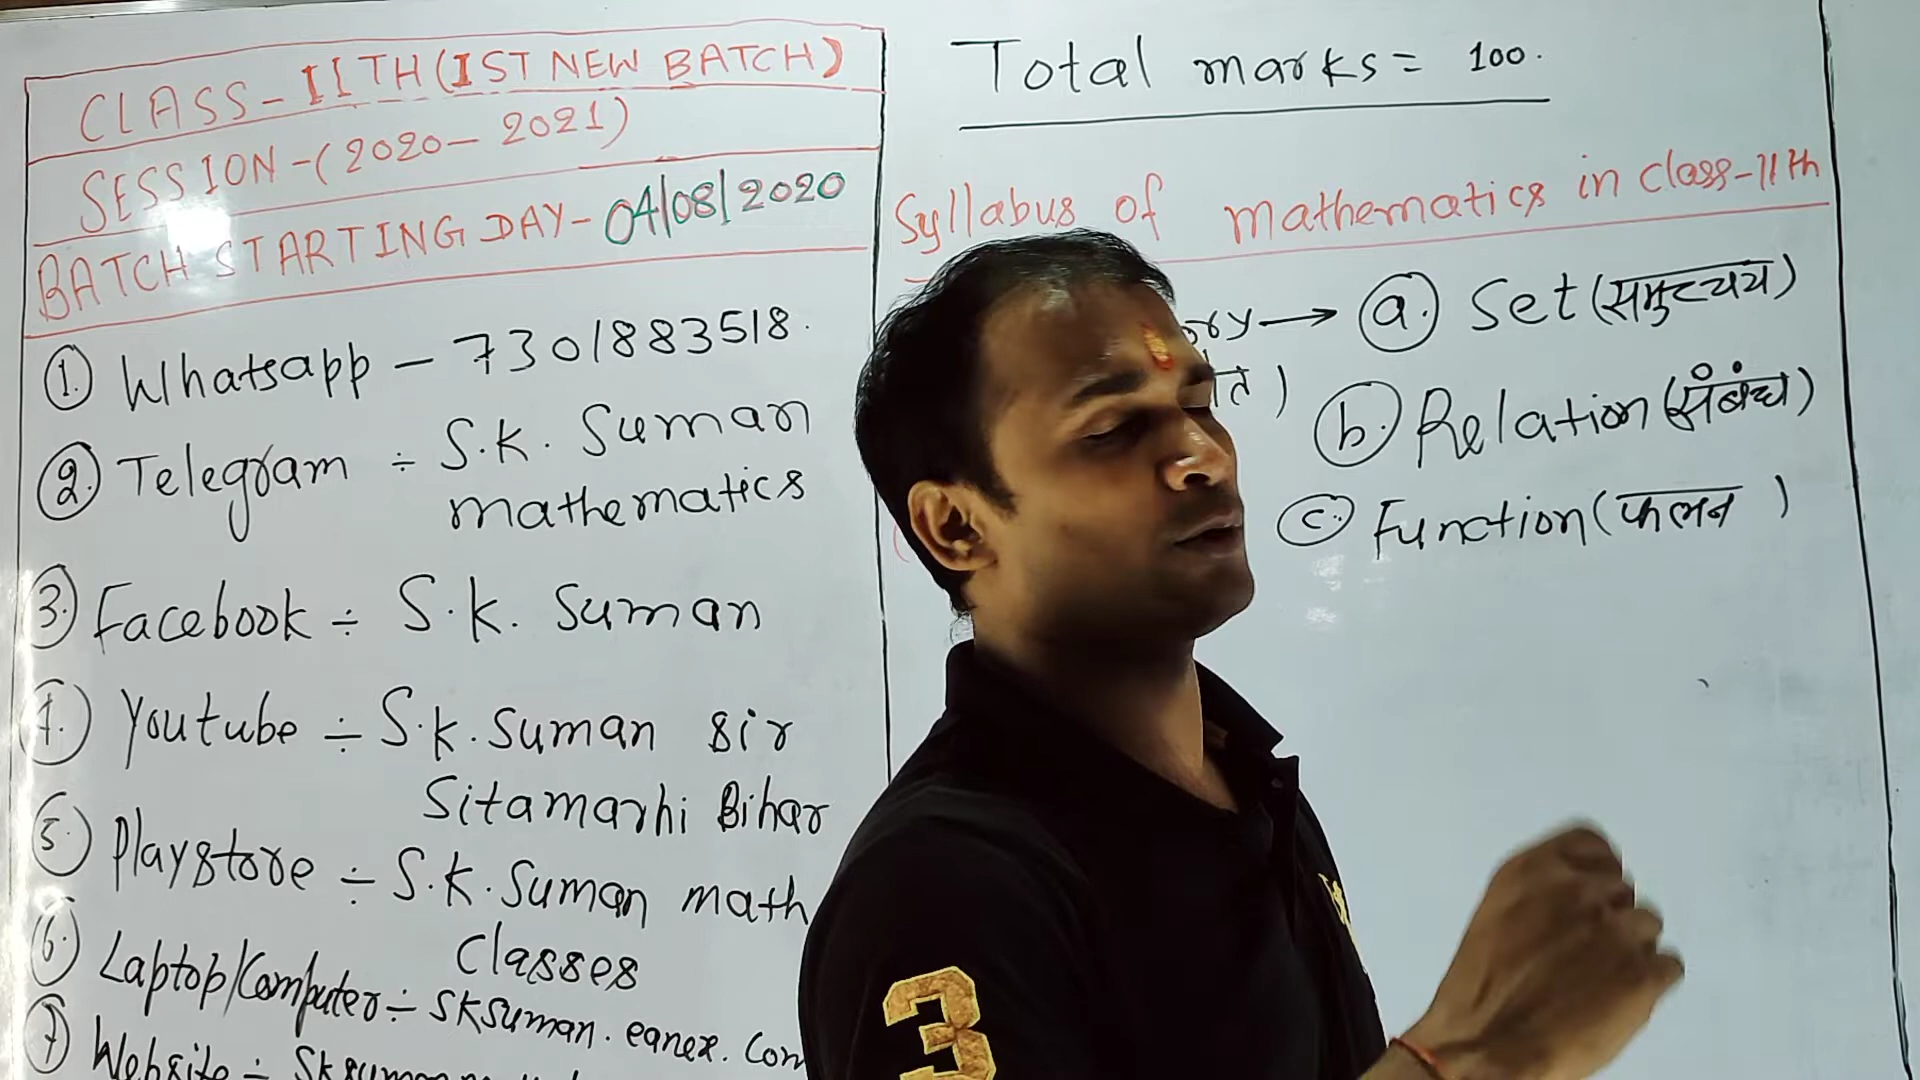 CLASS-11TH(1ST NEW BATCH)
SESSION-(2020-2021)
BATCH STARTING DAY-04/08/2020
1. Whatsapp - 7301883518.
2. Telegram ÷ S.K. Suman
mathematics
3. Facebook ÷ S.K. Suman
4. Youtube ÷ S.K. Suman sir
Sitamarhi Bihar
5. Playstore ÷ S.K. Suman math
Classes
6. Laptop/Computer ÷ SKSuman.eanex.com
7. Website ÷
Total marks = 100.
Syllabus of mathematics in class-11th
→ a. Set (समुच्चय)
b. Relation (संबंध)
c. Function (फलन)
3